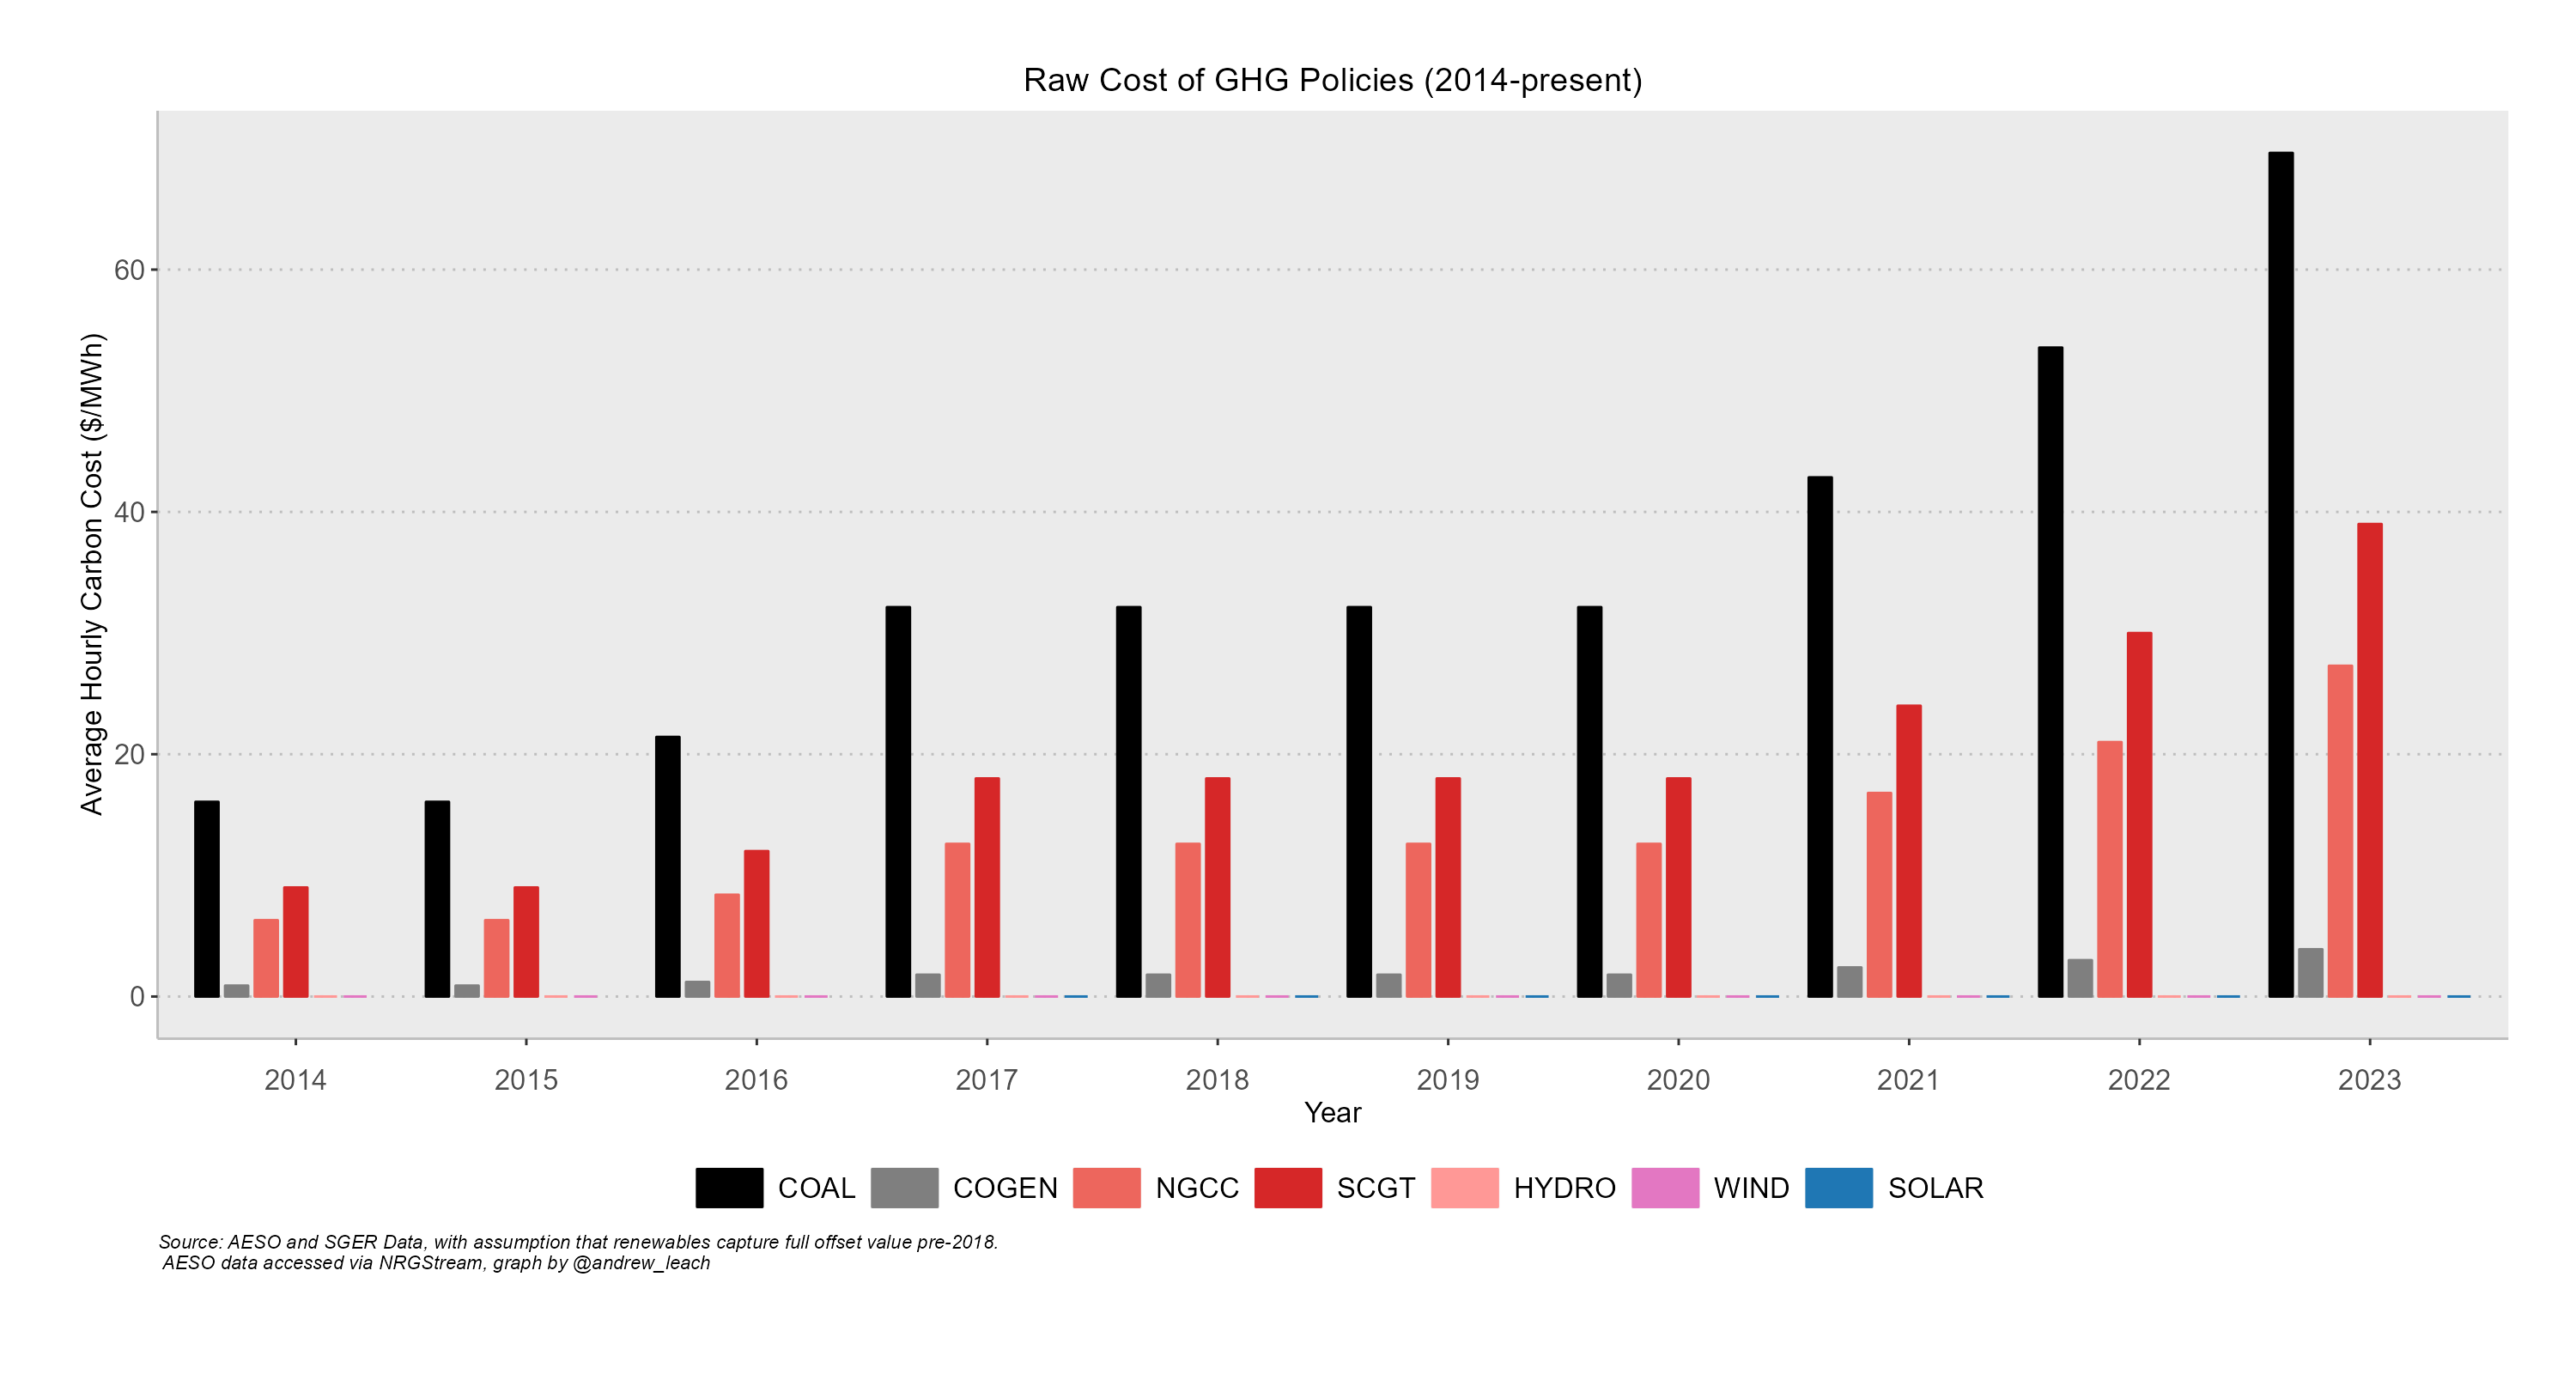 Raw Cost of GHG Policies (2014-present)
Average Hourly Carbon Cost ($/MWh)
60
40
20
0
2014 2015 2016 2017 2018 2019 2020 2021 2022 2023
Year
COAL COGEN NGCC SCGT HYDRO WIND SOLAR
Source: AESO and SGER Data, with assumption that renewables capture full offset value pre-2018.
AESO data accessed via NRGStream, graph by @andrew_leach